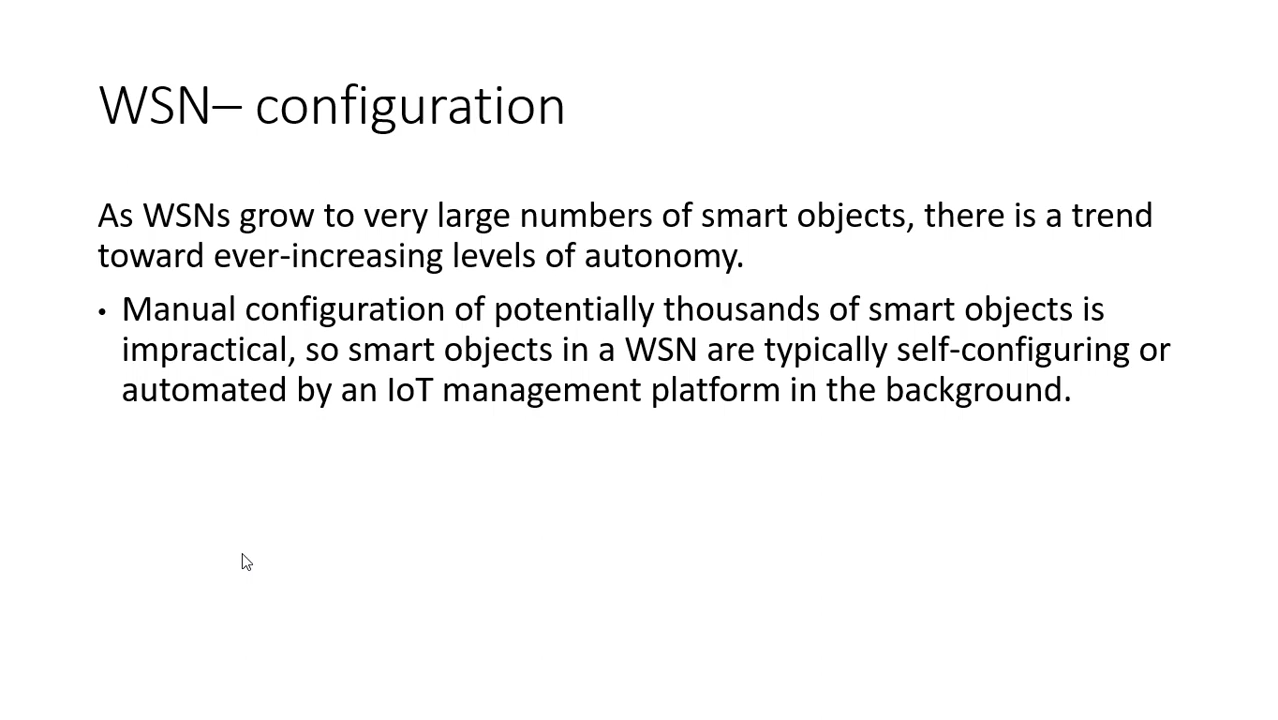 WSN– configuration
As WSNs grow to very large numbers of smart objects, there is a trend
toward ever-increasing levels of autonomy.
• Manual configuration of potentially thousands of smart objects is
impractical, so smart objects in a WSN are typically self-configuring or
automated by an IoT management platform in the background.